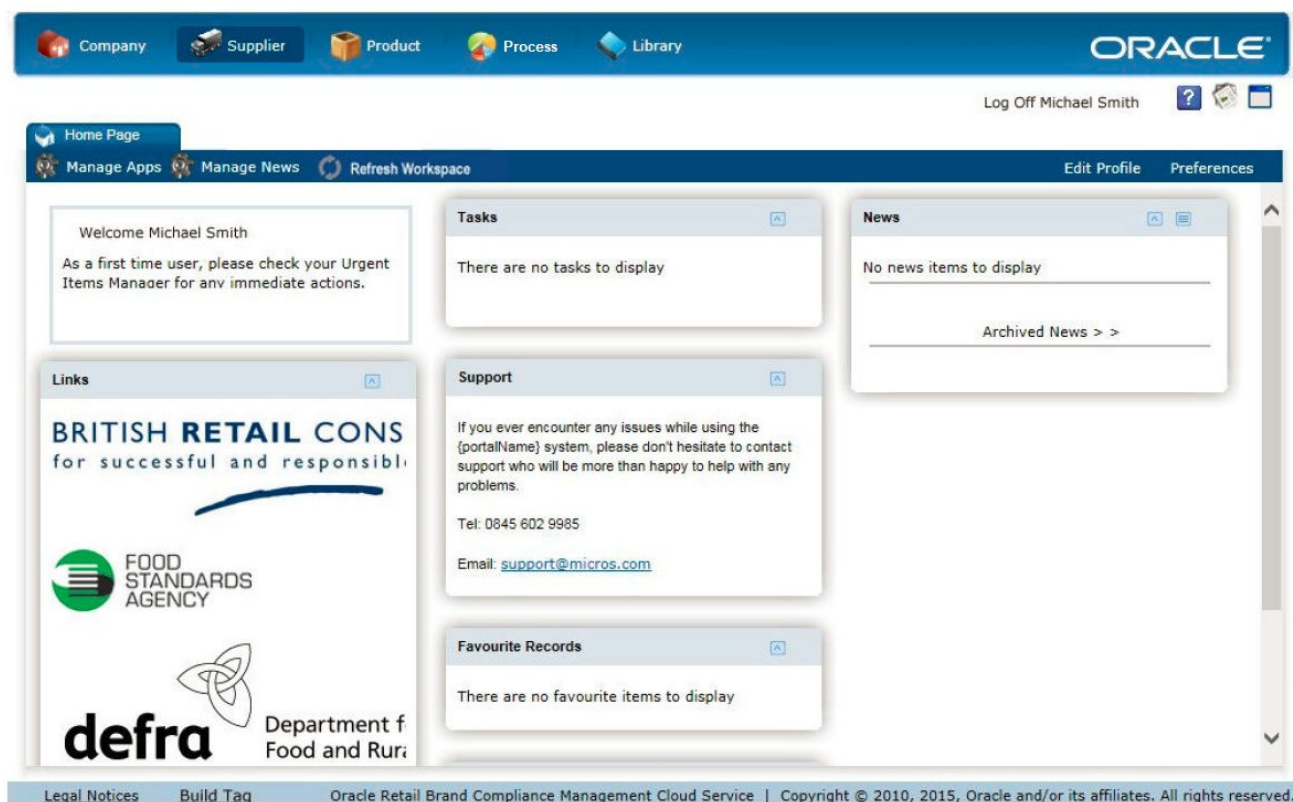 Company Supplier Product Process Library ORACLE
Log Off Michael Smith ?
Home Page
Manage Apps Manage News Refresh Workspace Edit Profile Preferences
Welcome Michael Smith
As a first time user, please check your Urgent
Items Manager for any immediate actions.
Links
BRITISH RETAIL CONS
for successful and responsibl
FOOD
STANDARDS
AGENCY
defra
Department f
Food and Rura
Tasks
There are no tasks to display
Support
If you ever encounter any issues while using the
{portalName} system, please don't hesitate to contact
support who will be more than happy to help with any
problems.
Tel: 0845 602 9985
Email: support@micros.com
Favourite Records
There are no favourite items to display
News
No news items to display
Archived News > >
Legal Notices Build Tag Oracle Retail Brand Compliance Management Cloud Service | Copyright © 2010, 2015, Oracle and/or its affiliates. All rights reserved.